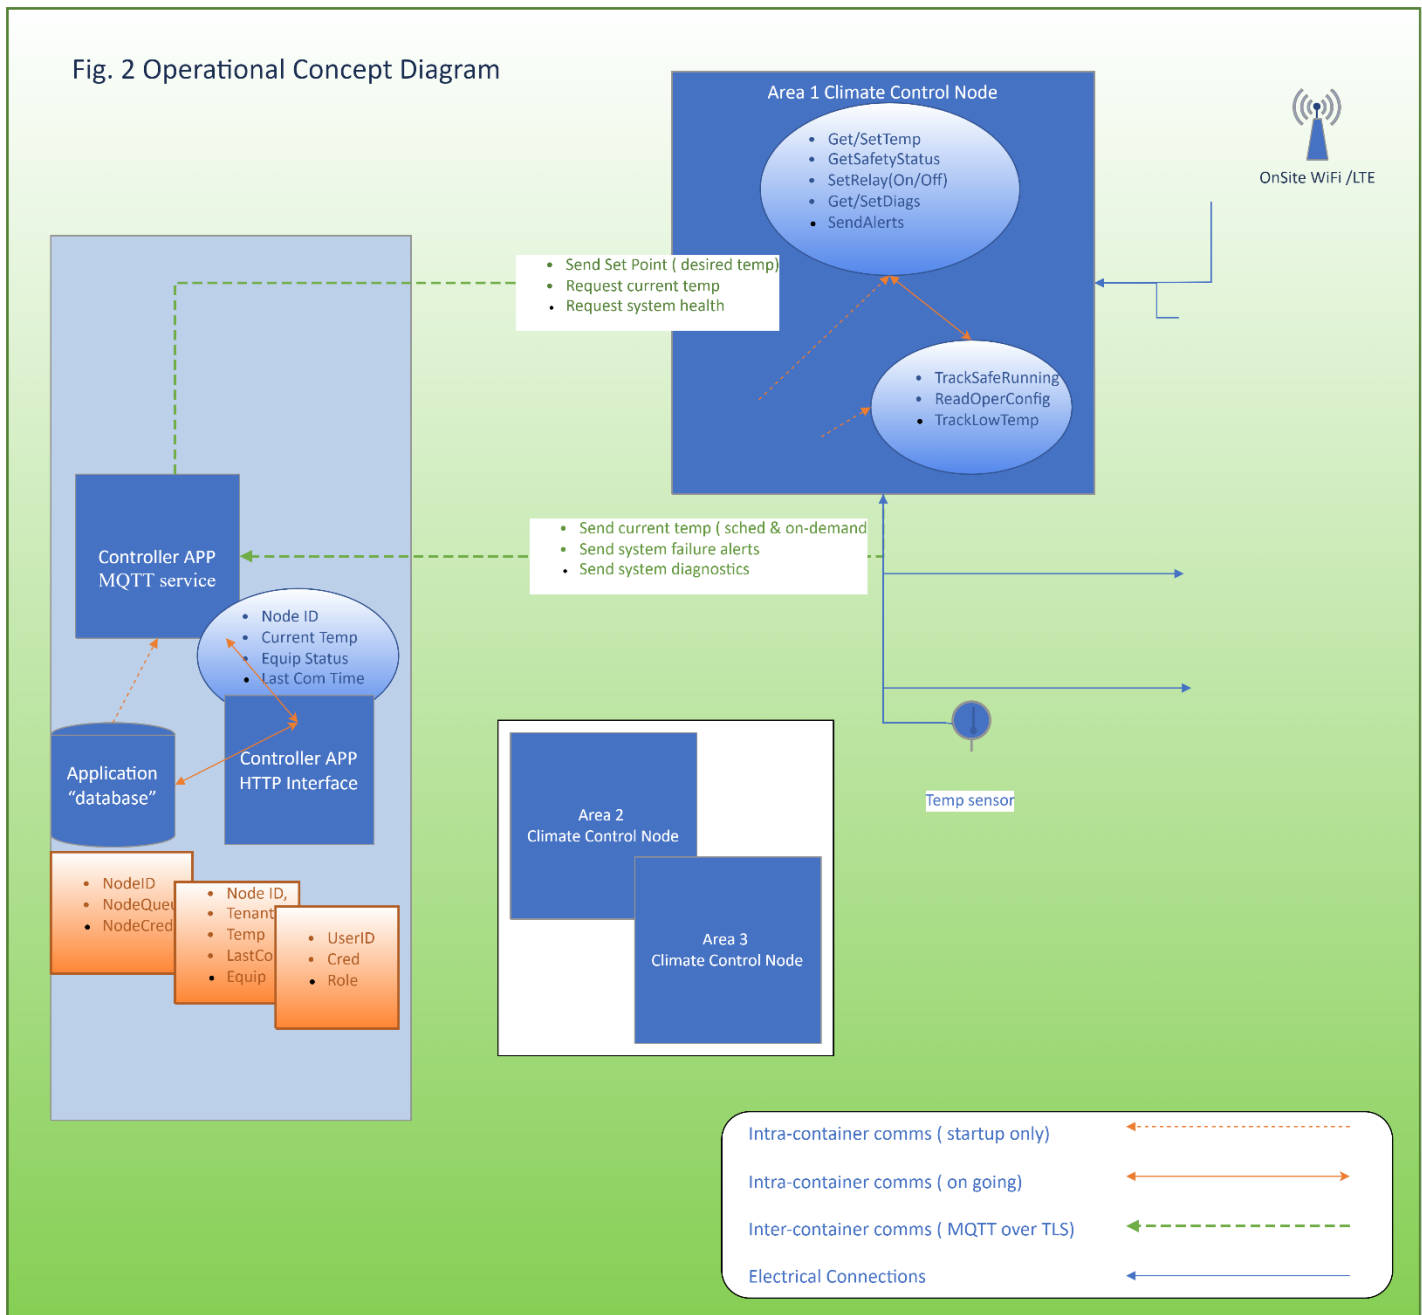 Fig. 2 Operational Concept Diagram
Area 1 Climate Control Node
• Get/SetTemp
• GetSafetyStatus
• SetRelay(On/Off)
• Get/SetDiags
• SendAlerts
OnSite WiFi /LTE
• Send Set Point ( desired temp)
• Request current temp
• Request system health
• TrackSafeRunning
• ReadOperConfig
• TrackLowTemp
• Send current temp ( sched & on-demand
• Send system failure alerts
• Send system diagnostics
Controller APP
MQTT service
• Node ID
• Current Temp
• Equip Status
• Last Com Time
Application
“database”
Controller APP
HTTP Interface
Temp sensor
Area 2
Climate Control Node
Area 3
Climate Control Node
• NodeID
• NodeQueu
• NodeCred
• Node ID,
• Tenant
• Temp
• LastCo
• Equip
• UserID
• Cred
• Role
Intra-container comms ( startup only)
Intra-container comms ( on going)
Inter-container comms ( MQTT over TLS)
Electrical Connections